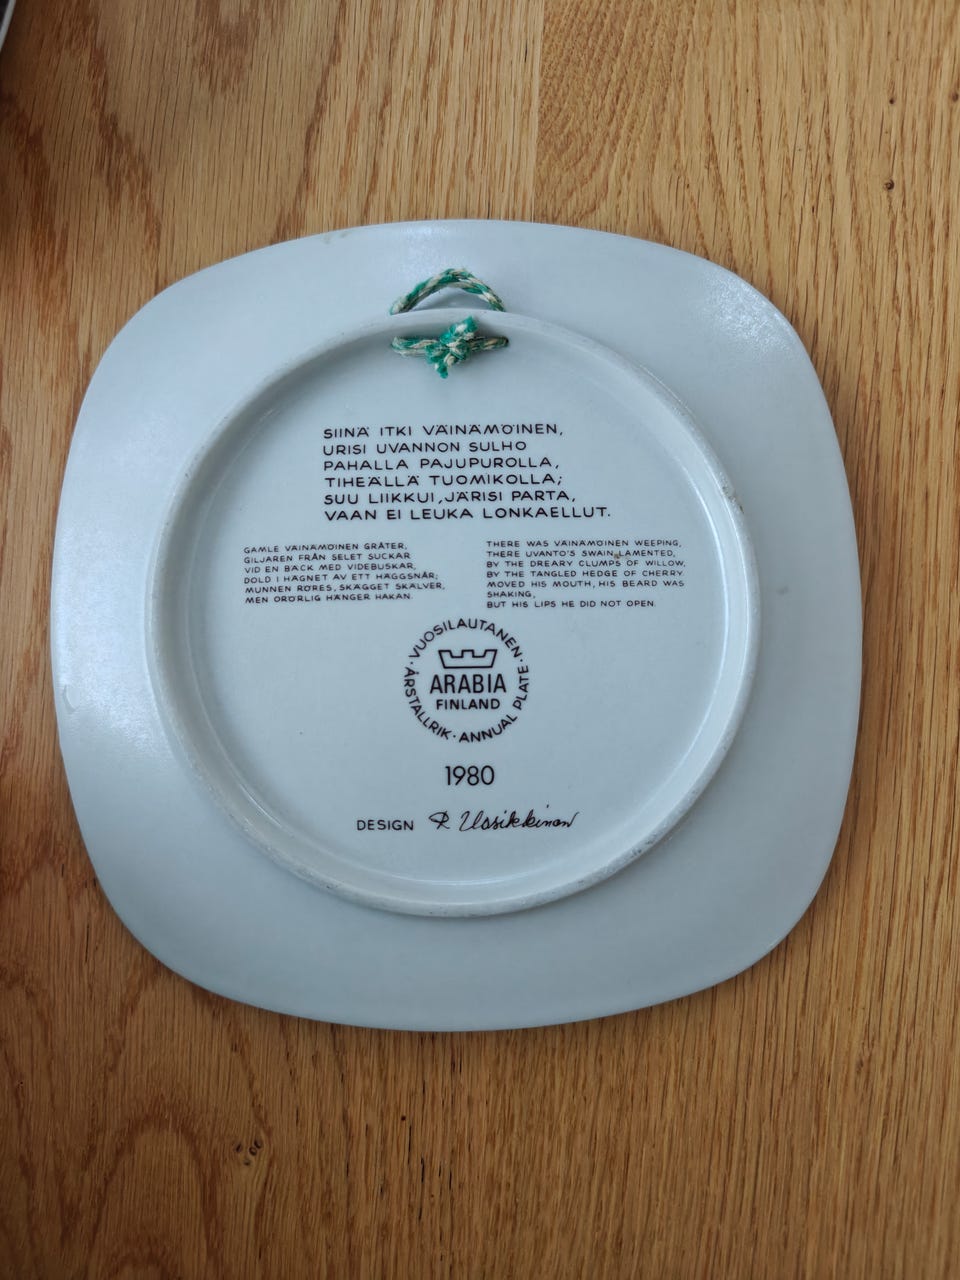 SIINÄ ITKI VÄINÄMÖINEN,
URISI UVANNON SULHO
PAHALLA PAJUPUROLLA,
TIHEÄLLÄ TUOMIKOLLA;
SUU LIIKKUI, JÄRISI PARTA,
VAAN EI LEUKA LONKAELLUT.
GAMLE VÄINÄMÖINEN GRÅTER,
GILJAREN FRÅN SELET SUCKAR
VID EN BÄCK MED VIDEBUSKAR,
DOLD I HÄGNET AV ETT HÄGGSNÅR;
MUNNEN RÖRES, SKÄGGET SKÄLVER,
MEN ORÖRLIG HÄNGER HAKAN.
THERE WAS VÄINÄMÖINEN WEEPING,
THERE UVANTO'S SWAIN LAMENTED,
BY THE DREARY CLUMPS OF WILLOW,
BY THE TANGLED HEDGE OF CHERRY.
MOVED HIS MOUTH, HIS BEARD WAS
SHAKING,
BUT HIS LIPS HE DID NOT OPEN.
· VUOSILAUTANEN · ANNUAL PLATE · ÅRSTALLRIK
ARABIA
FINLAND
1980
DESIGN R Uosikkinen